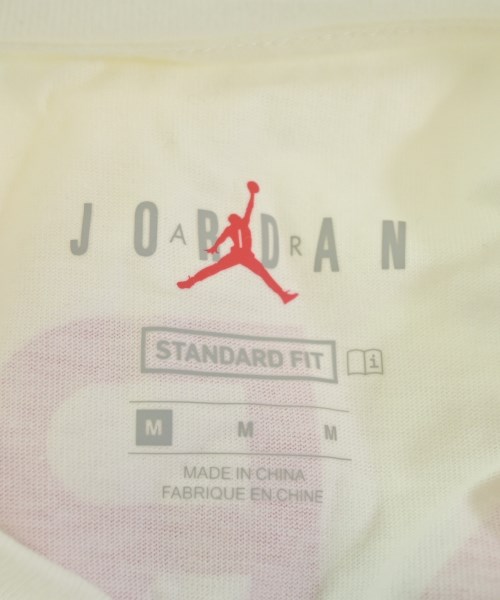 JORDAN
AIR
STANDARD FIT i
M M M
MADE IN CHINA
FABRIQUE EN CHINE